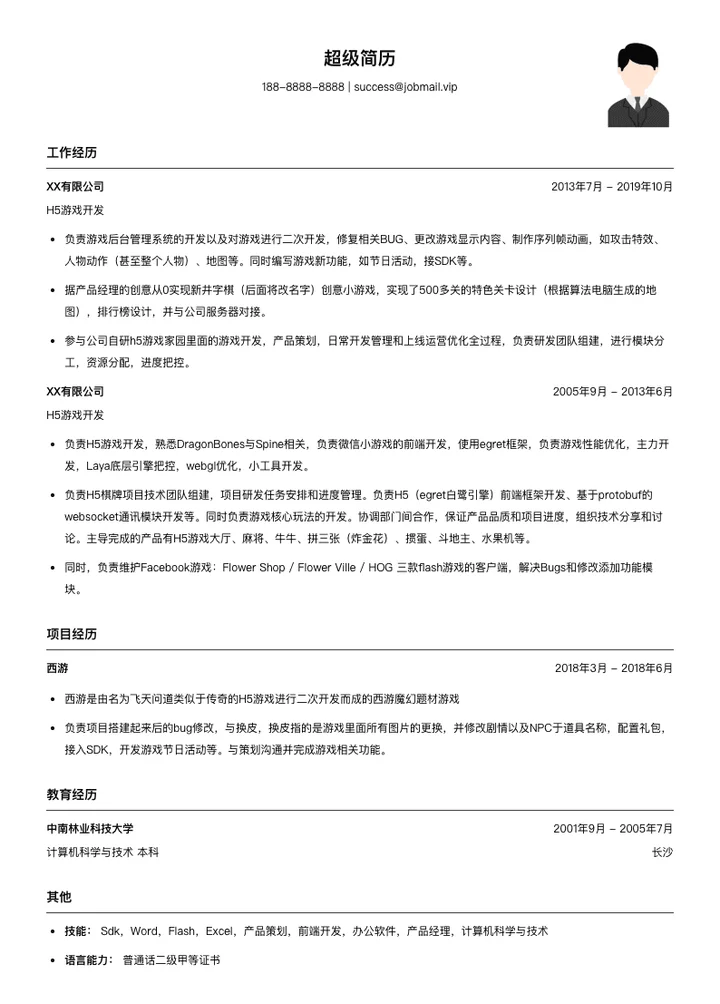 超级简历
188-8888-8888 | success@jobmail.vip
工作经历
XX有限公司 2013年7月 – 2019年10月
H5游戏开发
• 负责游戏后台管理系统的开发以及对游戏进行二次开发，修复相关BUG、更改游戏显示内容、制作序列帧动画，如攻击特效、
人物动作（甚至整个人物）、地图等。同时编写游戏新功能，如节日活动，接SDK等。
• 据产品经理的创意从0实现新井字棋（后面将改名字）创意小游戏，实现了500多关的特色关卡设计（根据算法电脑生成的地
图），排行榜设计，并与公司服务器对接。
• 参与公司自研h5游戏家园里面的游戏开发，产品策划，日常开发管理和上线运营优化全过程，负责研发团队组建，进行模块分
工，资源分配，进度把控。
XX有限公司 2005年9月 – 2013年6月
H5游戏开发
• 负责H5游戏开发，熟悉DragonBones与Spine相关，负责微信小游戏的前端开发，使用egret框架，负责游戏性能优化，主力开
发，Laya底层引擎把控，webgl优化，小工具开发。
• 负责H5棋牌项目技术团队组建，项目研发任务安排和进度管理。负责H5（egret白鹭引擎）前端框架开发、基于protobuf的
websocket通讯模块开发等。同时负责游戏核心玩法的开发。协调部门间合作，保证产品品质和项目进度，组织技术分享和讨
论。主导完成的产品有H5游戏大厅、麻将、牛牛、拼三张（炸金花）、掼蛋、斗地主、水果机等。
• 同时，负责维护Facebook游戏：Flower Shop / Flower Ville / HOG 三款flash游戏的客户端，解决Bugs和修改添加功能模
块。
项目经历
西游 2018年3月 – 2018年6月
• 西游是由名为飞天问道类似于传奇的H5游戏进行二次开发而成的西游魔幻题材游戏
• 负责项目搭建起来后的bug修改，与换皮，换皮指的是游戏里面所有图片的更换，并修改剧情以及NPC于道具名称，配置礼包，
接入SDK，开发游戏节日活动等。与策划沟通并完成游戏相关功能。
教育经历
中南林业科技大学 2001年9月 – 2005年7月
计算机科学与技术 本科 长沙
其他
• 技能： Sdk，Word，Flash，Excel，产品策划，前端开发，办公软件，产品经理，计算机科学与技术
• 语言能力： 普通话二级甲等证书